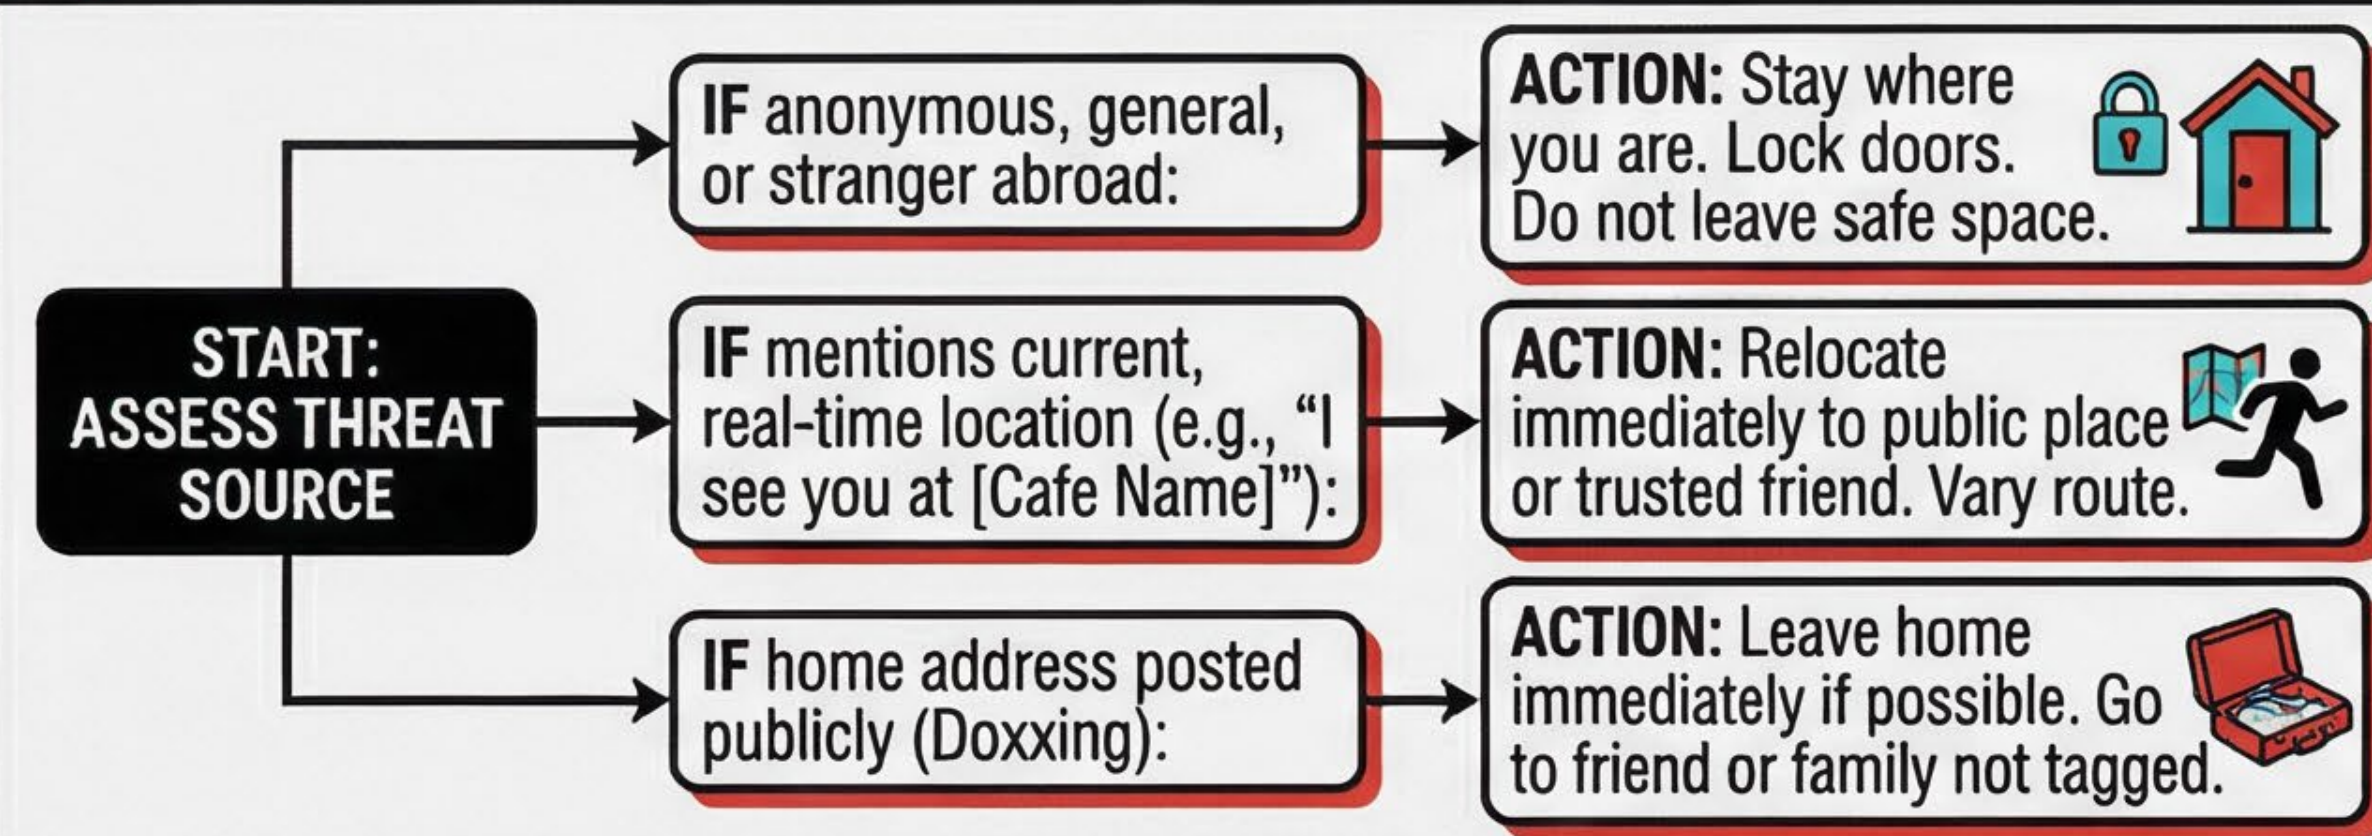 START:
ASSESS THREAT
SOURCE
IF anonymous, general,
or stranger abroad:
ACTION: Stay where
you are. Lock doors.
Do not leave safe space.
IF mentions current,
real-time location (e.g., “I
see you at [Cafe Name]”):
ACTION: Relocate
immediately to public place
or trusted friend. Vary route.
IF home address posted
publicly (Doxxing):
ACTION: Leave home
immediately if possible. Go
to friend or family not tagged.